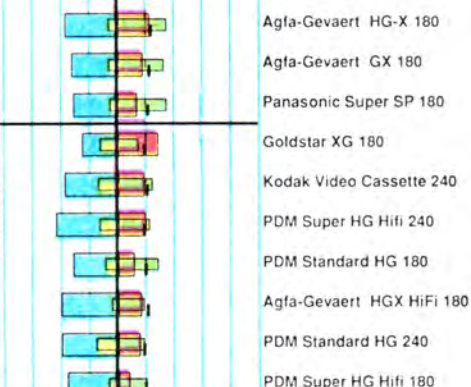 Agfa-Gevaert HG-X 180
Agfa-Gevaert GX 180
Panasonic Super SP 180
Goldstar XG 180
Kodak Video Cassette 240
PDM Super HG Hifi 240
PDM Standard HG 180
Agfa-Gevaert HGX HiFi 180
PDM Standard HG 240
PDM Super HG Hifi 180